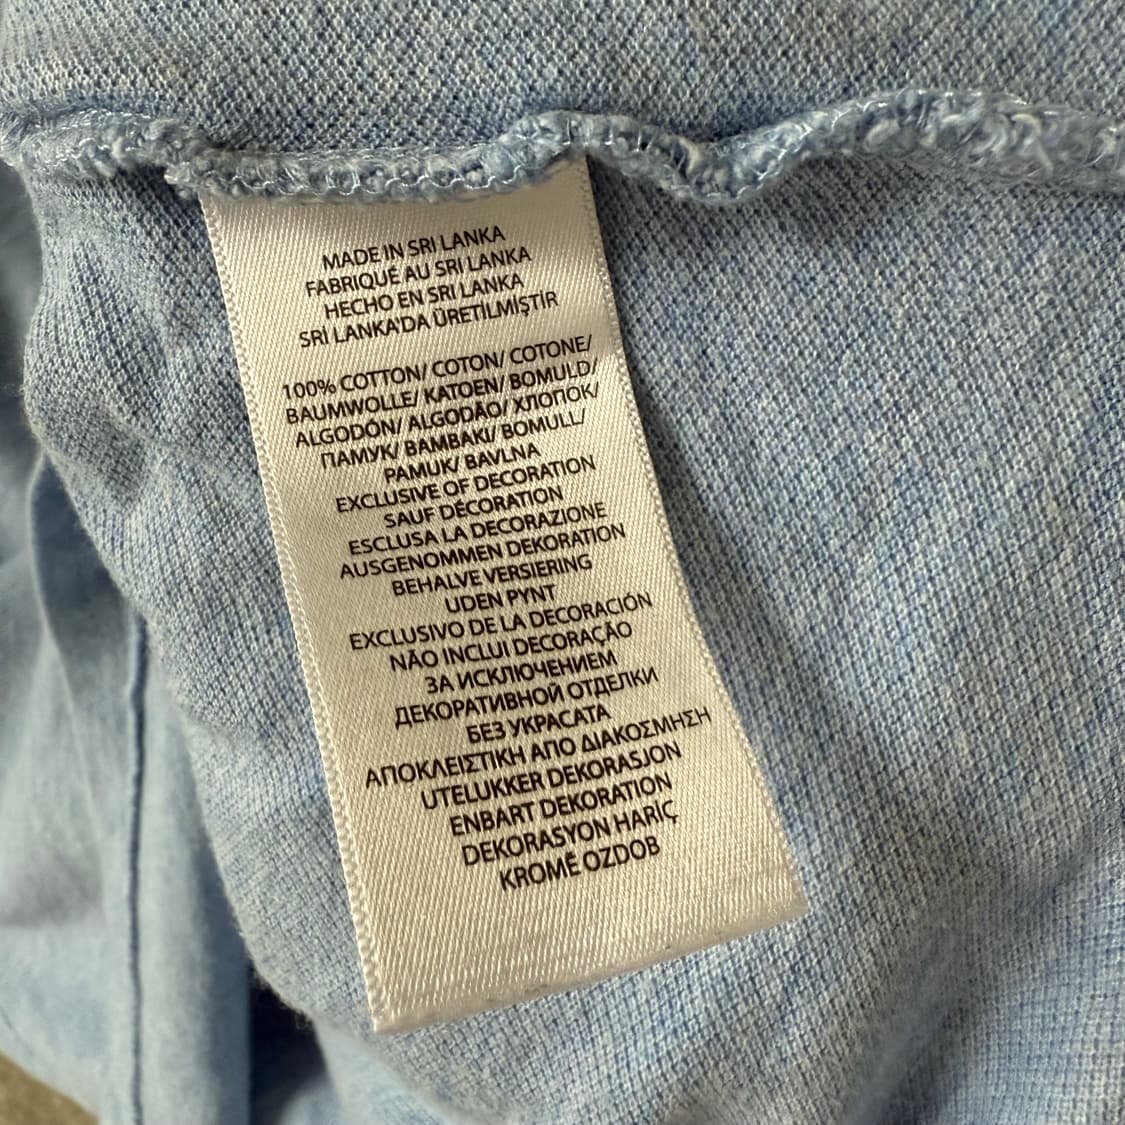 MADE IN SRI LANKA
FABRIQUÉ AU SRI LANKA
HECHO EN SRI LANKA
SRİ LANKA'DA ÜRETILMİŞTİR
100% COTTON/ COTON/ COTONE/
BAUMWOLLE/ KATOEN/ BOMULD/
ALGODÓN/ ALGODÃO/ ХЛОПОК/
ПАМУК/ BAMBAKI/ BOMULL/
PAMUK/ BAVLNA
EXCLUSIVE OF DECORATION
SAUF DÉCORATION
ESCLUSA LA DECORAZIONE
AUSGENOMMEN DEKORATION
BEHALVE VERSIERING
UDEN PYNT
EXCLUSIVO DE LA DECORACIÓN
NÃO INCLUI DECORAÇÃO
ЗА ИСКЛЮЧЕНИЕМ
ДЕКОРАТИВНОЙ ОТДЕЛКИ
БЕЗ УКРАСАТА
ΑΠΟΚΛΕΙΣΤΙΚΗ ΑΠΟ ΔΙΑΚΟΣΜΗΣΗ
UTELUKKER DEKORASJON
ENBART DEKORATION
DEKORASYON HARİÇ
KROMĚ OZDOB